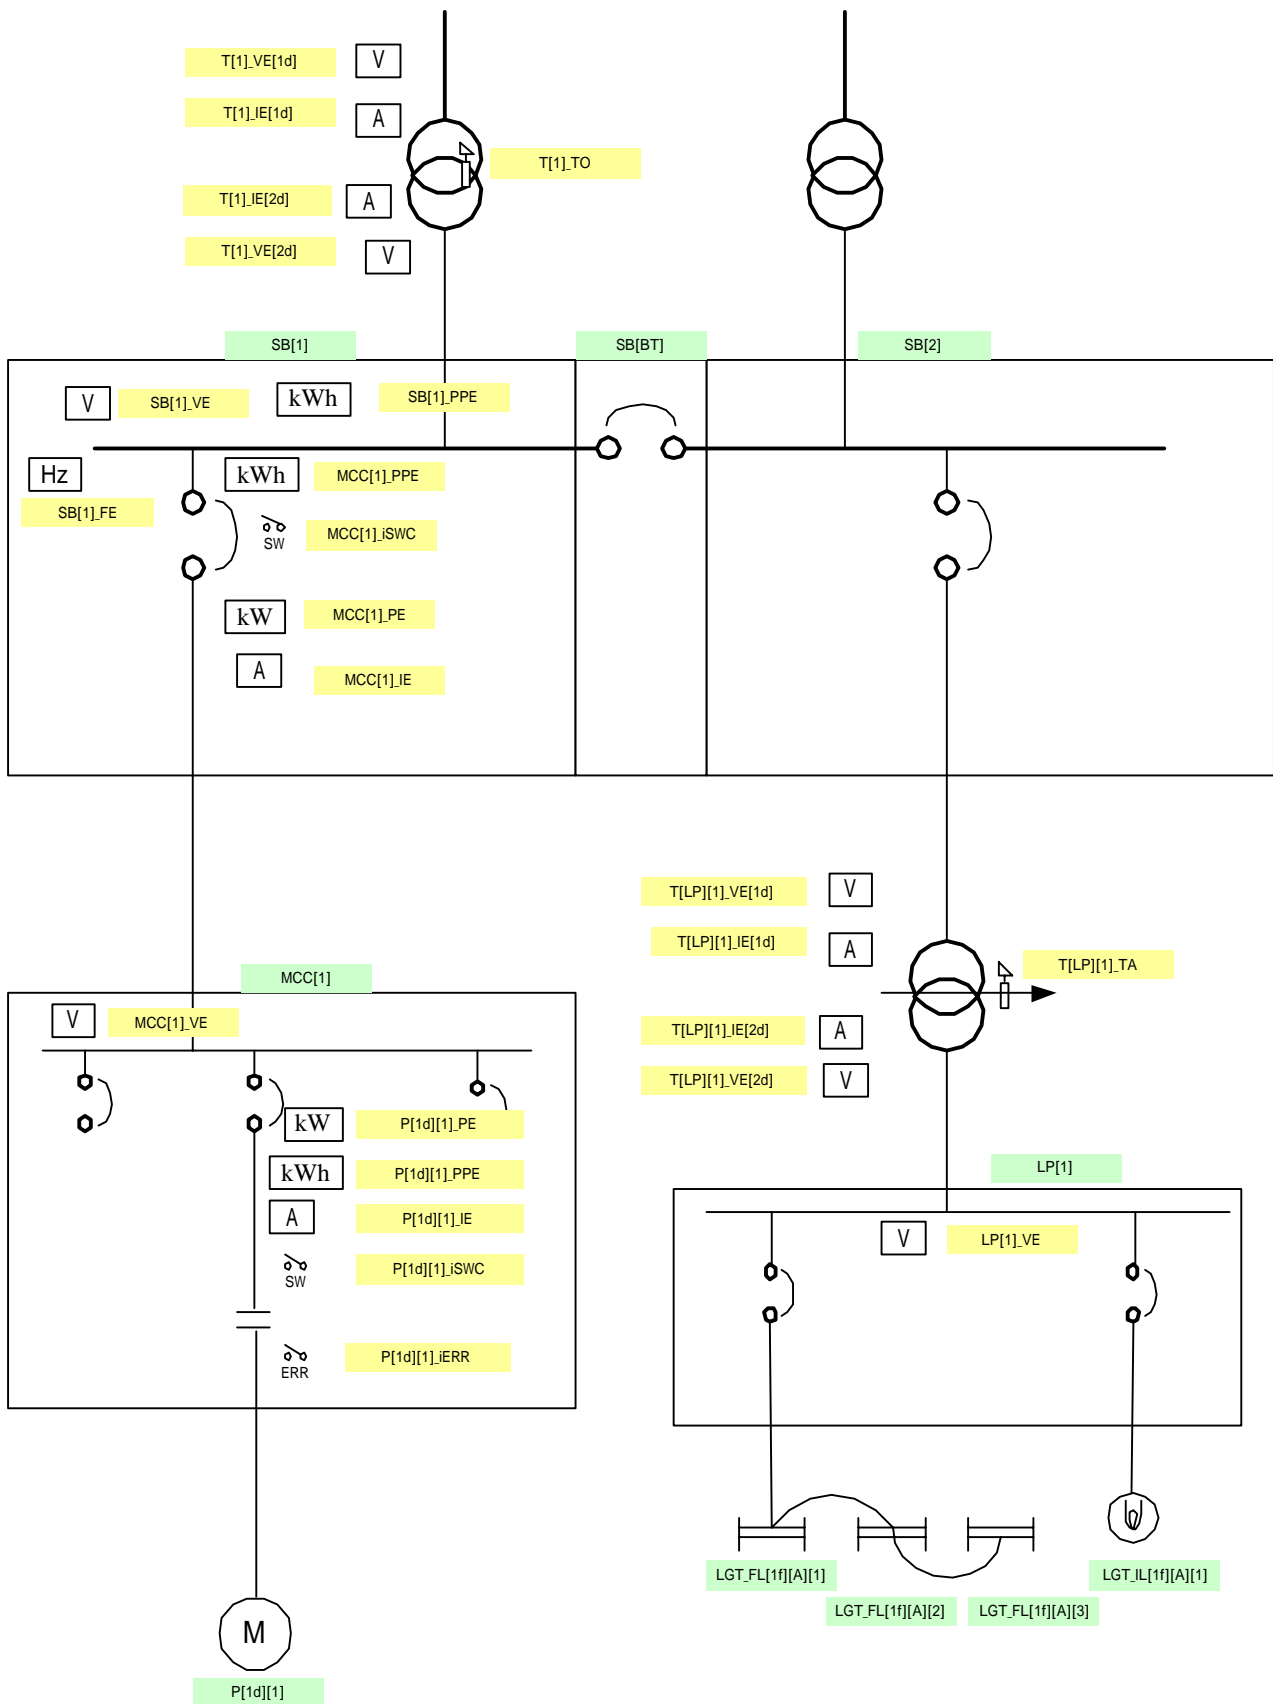 T[1]_VE[1d] V
T[1]_IE[1d] A
T[1]_TO
T[1]_IE[2d] A
T[1]_VE[2d] V
SB[1] SB[BT] SB[2]
V SB[1]_VE kWh SB[1]_PPE
Hz kWh MCC[1]_PPE
SB[1]_FE
SW MCC[1]_iSWC
kW MCC[1]_PE
A MCC[1]_IE
T[LP][1]_VE[1d] V
T[LP][1]_IE[1d] A
T[LP][1]_TA
MCC[1]
V MCC[1]_VE
T[LP][1]_IE[2d] A
T[LP][1]_VE[2d] V
kW P[1d][1]_PE
kWh P[1d][1]_PPE
LP[1]
A P[1d][1]_IE
V LP[1]_VE
SW P[1d][1]_iSWC
ERR P[1d][1]_iERR
LGT_FL[1f][A][1] LGT_IL[1f][A][1]
LGT_FL[1f][A][2] LGT_FL[1f][A][3]
M
P[1d][1]